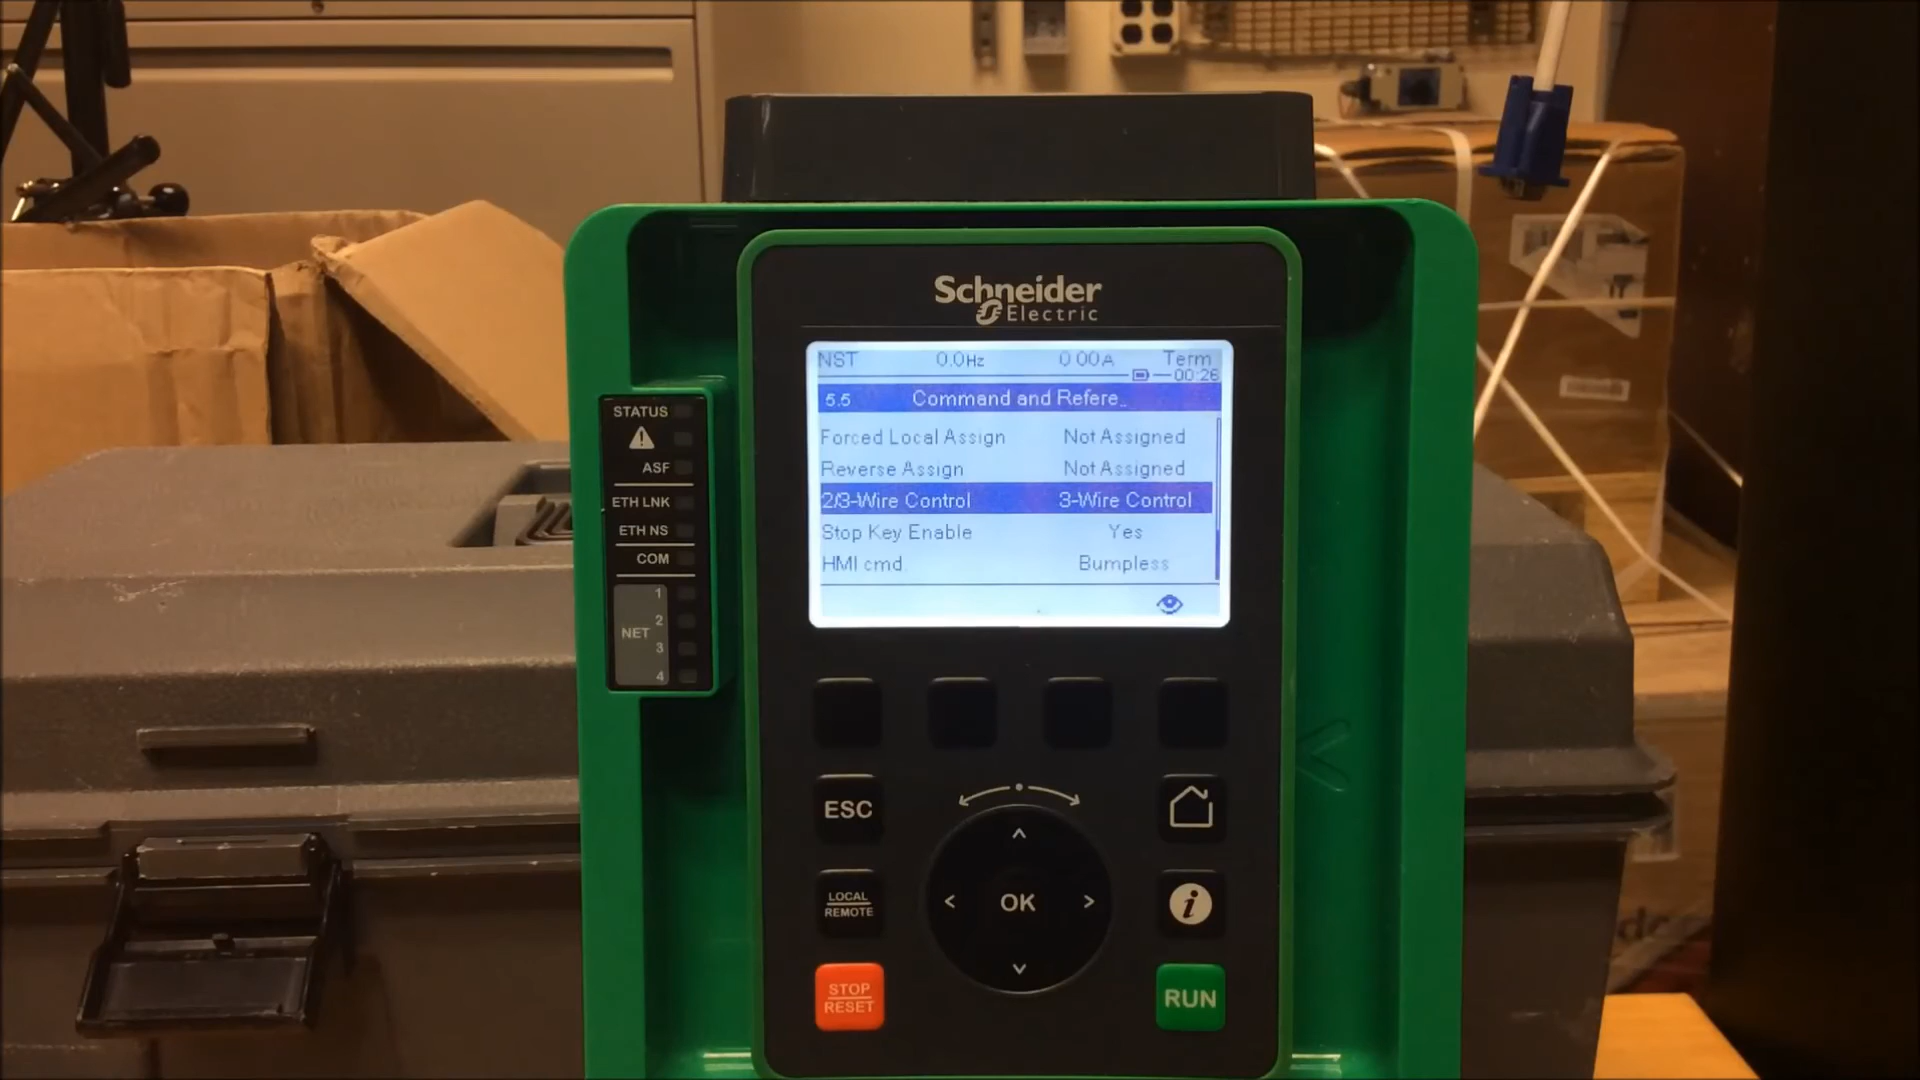 Schneider
Electric
NST 0.0Hz 0.00A Term
00:26
5.5 Command and Refere_
Forced Local Assign Not Assigned
Reverse Assign Not Assigned
2/3-Wire Control 3-Wire Control
Stop Key Enable Yes
HMI cmd. Bumpless
STATUS
ASF
ETH LNK
ETH NS
COM
NET
1
2
3
4
ESC
LOCAL
REMOTE
OK
i
STOP
RESET
RUN